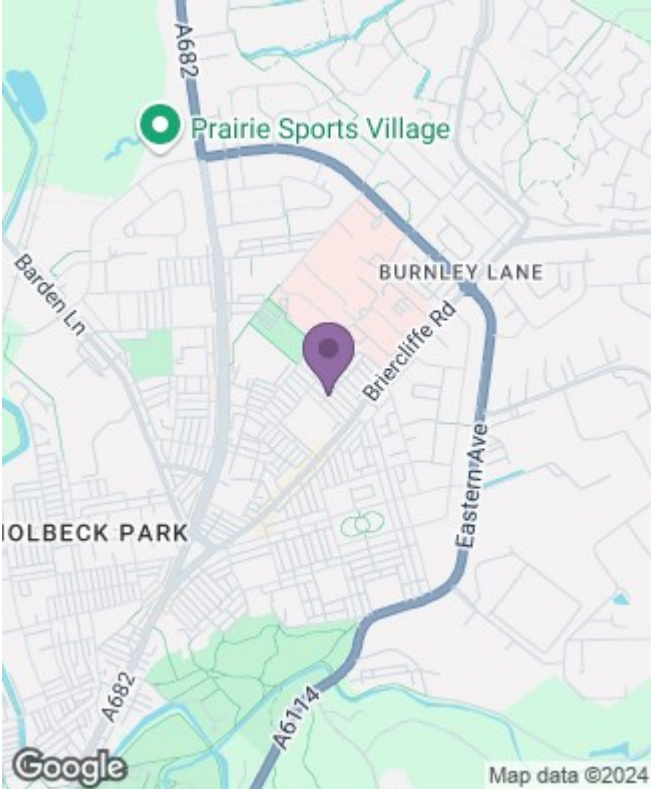 A682
Prairie Sports Village
BURNLEY LANE
Barden Ln
Briercliffe Rd
Eastern Ave
IOLBECK PARK
A682
A6114
Google
Map data ©2024